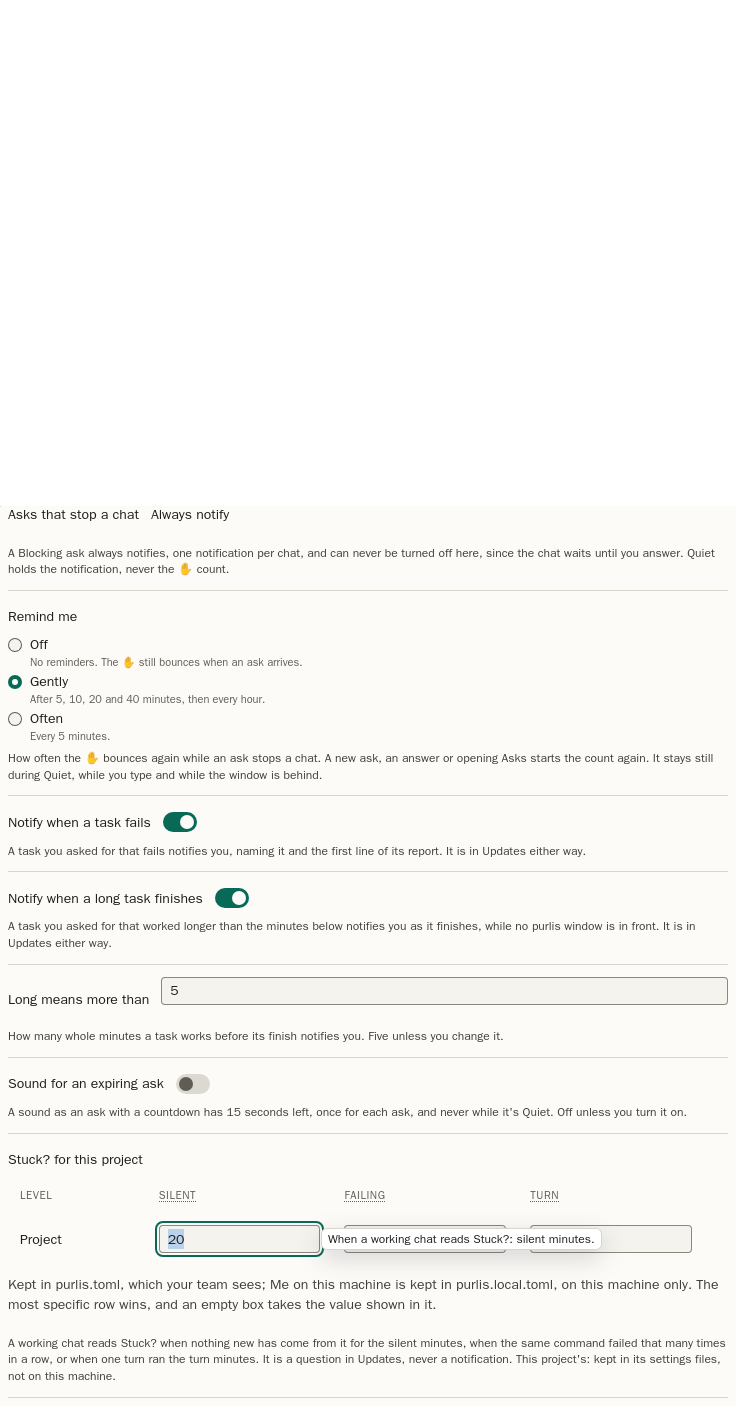 Asks that stop a chat Always notify
A Blocking ask always notifies, one notification per chat, and can never be turned off here, since the chat waits until you answer. Quiet
holds the notification, never the ✋ count.
Remind me
Off
No reminders. The ✋ still bounces when an ask arrives.
Gently
After 5, 10, 20 and 40 minutes, then every hour.
Often
Every 5 minutes.
How often the ✋ bounces again while an ask stops a chat. A new ask, an answer or opening Asks starts the count again. It stays still
during Quiet, while you type and while the window is behind.
Notify when a task fails
A task you asked for that fails notifies you, naming it and the first line of its report. It is in Updates either way.
Notify when a long task finishes
A task you asked for that worked longer than the minutes below notifies you as it finishes, while no purlis window is in front. It is in
Updates either way.
Long means more than 5
How many whole minutes a task works before its finish notifies you. Five unless you change it.
Sound for an expiring ask
A sound as an ask with a countdown has 15 seconds left, once for each ask, and never while it's Quiet. Off unless you turn it on.
Stuck? for this project
LEVEL SILENT FAILING TURN
Project 20 When a working chat reads Stuck?: silent minutes.
Kept in purlis.toml, which your team sees; Me on this machine is kept in purlis.local.toml, on this machine only. The
most specific row wins, and an empty box takes the value shown in it.
A working chat reads Stuck? when nothing new has come from it for the silent minutes, when the same command failed that many times
in a row, or when one turn ran the turn minutes. It is a question in Updates, never a notification. This project's: kept in its settings files,
not on this machine.